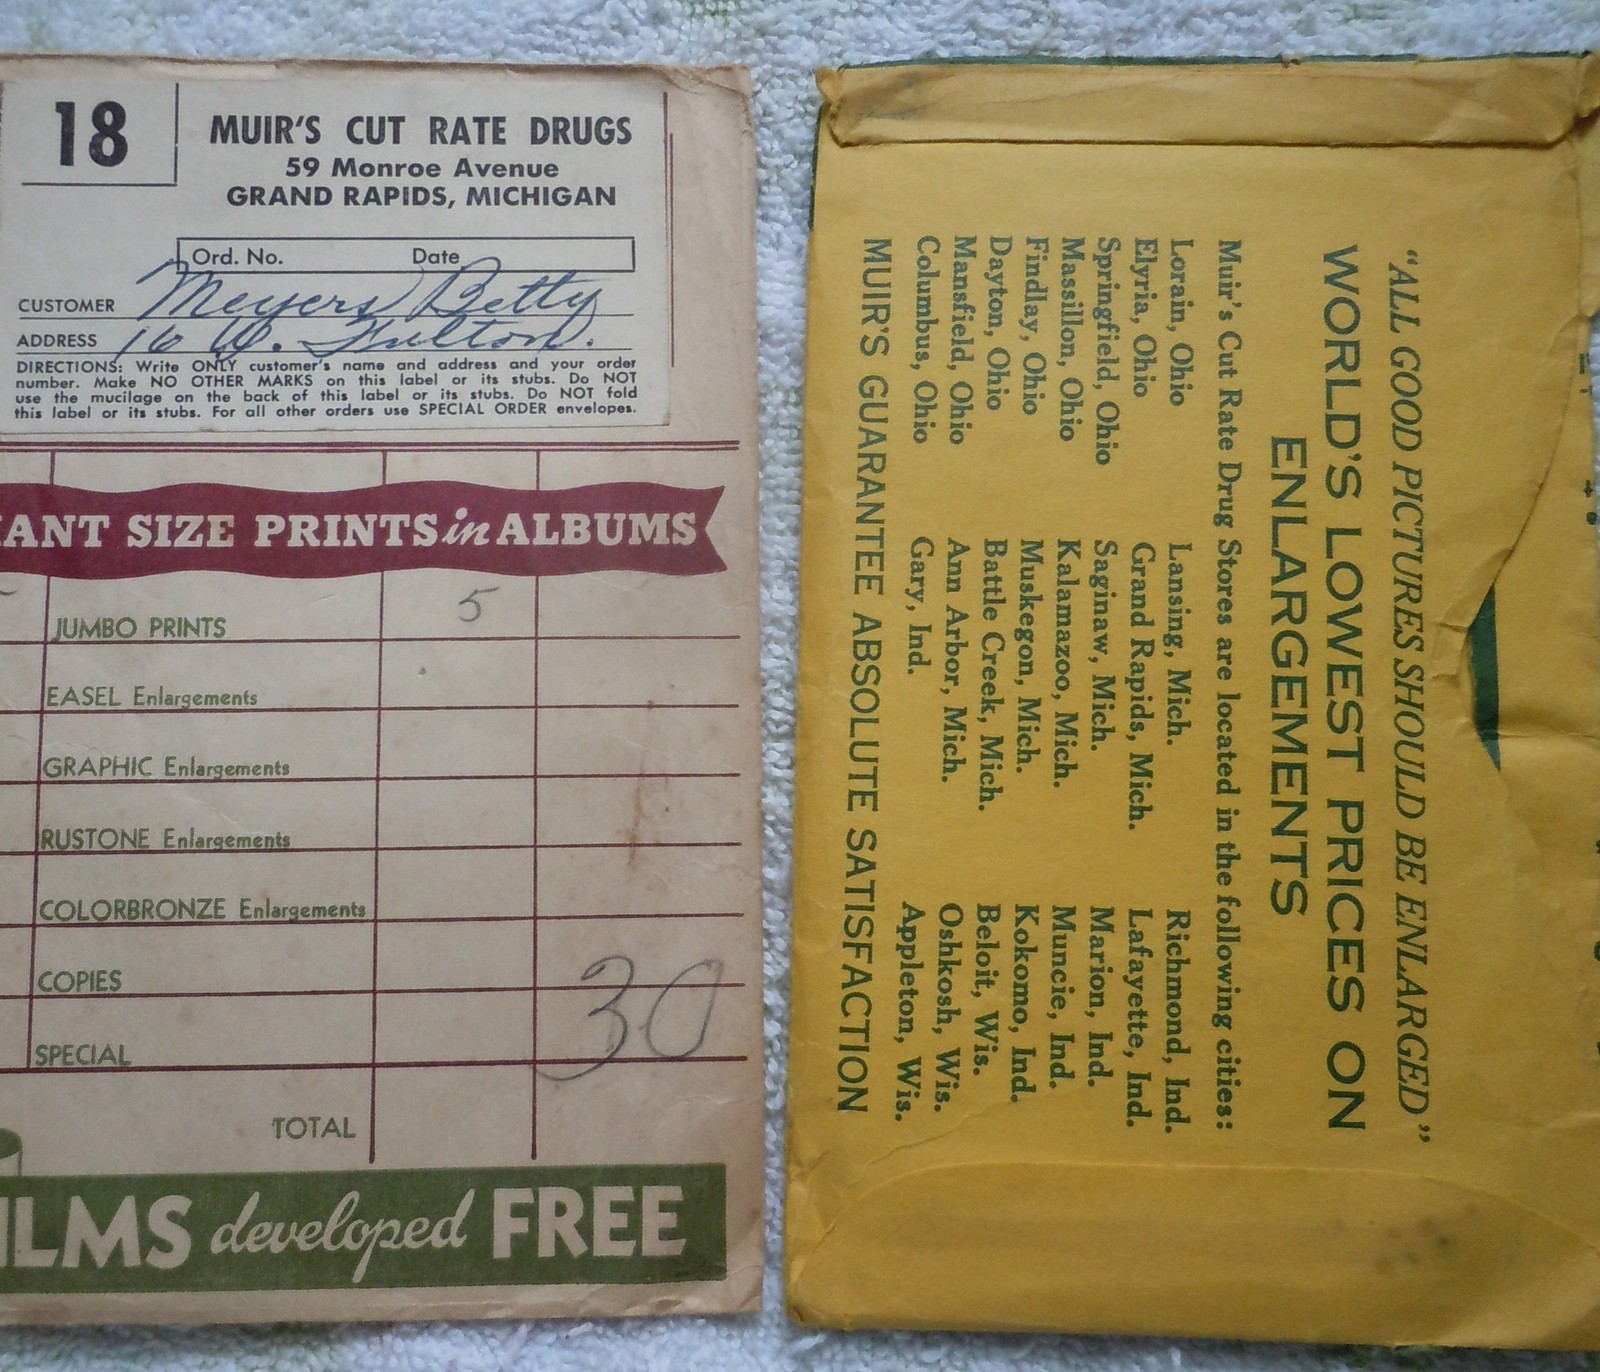 18
MUIR'S CUT RATE DRUGS
59 Monroe Avenue
GRAND RAPIDS, MICHIGAN
Ord. No. Date
CUSTOMER Meyers Betty
ADDRESS 16 W. Fulton.
DIRECTIONS: Write ONLY customer's name and address and your order
number. Make NO OTHER MARKS on this label or its stubs. Do NOT
use the mucilage on the back of this label or its stubs. Do NOT fold
this label or its stubs. For all other orders use SPECIAL ORDER envelopes.
IANT SIZE PRINTS in ALBUMS
JUMBO PRINTS 5
EASEL Enlargements
GRAPHIC Enlargements
RUSTONE Enlargements
COLORBRONZE Enlargements
COPIES
30
SPECIAL
TOTAL
ILMS developed FREE
"ALL GOOD PICTURES SHOULD BE ENLARGED"
WORLD'S LOWEST PRICES ON
ENLARGEMENTS
Muir's Cut Rate Drug Stores are located in the following cities:
Lorain, Ohio Lansing, Mich. Richmond, Ind.
Elyria, Ohio Grand Rapids, Mich. Lafayette, Ind.
Springfield, Ohio Saginaw, Mich. Marion, Ind.
Massillon, Ohio Kalamazoo, Mich. Muncie, Ind.
Findlay, Ohio Muskegon, Mich. Kokomo, Ind.
Dayton, Ohio Battle Creek, Mich. Beloit, Wis.
Mansfield, Ohio Ann Arbor, Mich. Oshkosh, Wis.
Columbus, Ohio Gary, Ind. Appleton, Wis.
MUIR'S GUARANTEE ABSOLUTE SATISFACTION